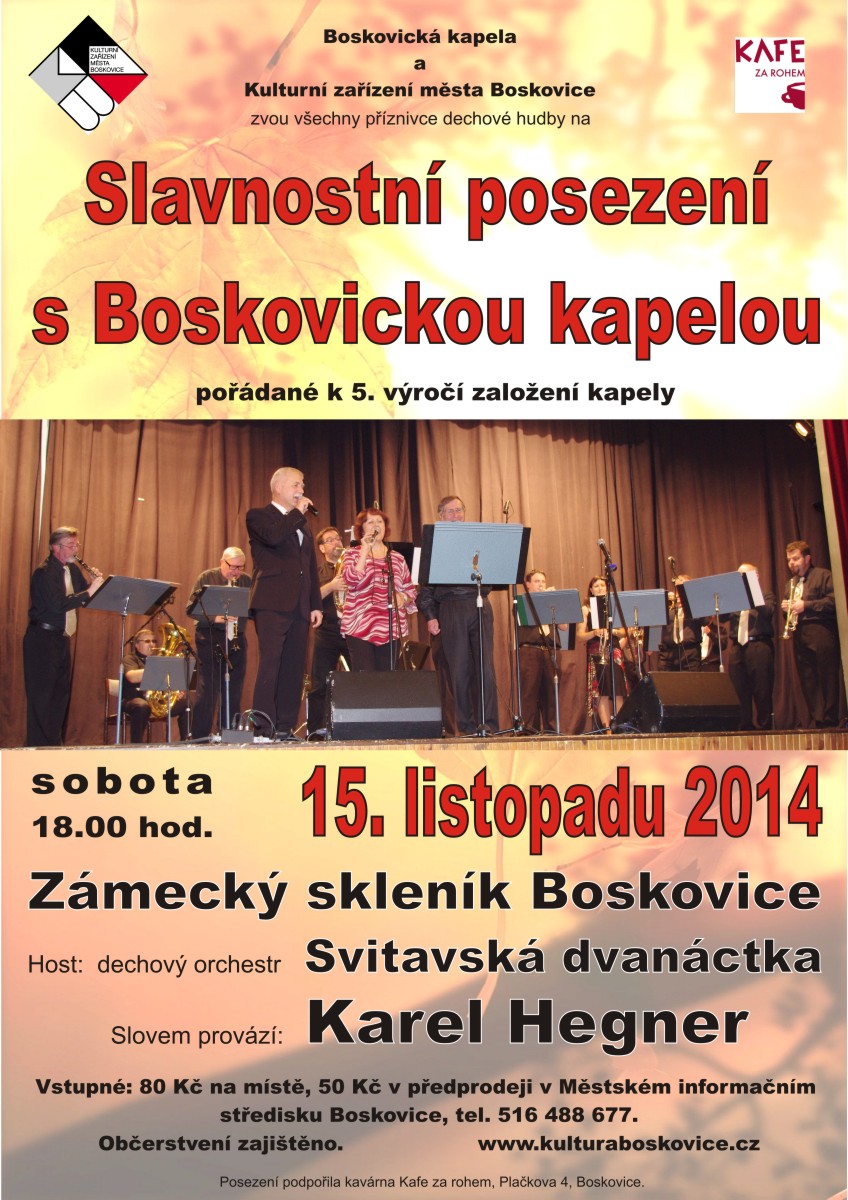 KULTURNÍ
ZAŘÍZENÍ
MĚSTA
BOSKOVICE
Boskovická kapela
a
Kulturní zařízení města Boskovice
zvou všechny příznivce dechové hudby na
KAFE
ZA ROHEM
Slavnostní posezení
s Boskovickou kapelou
pořádané k 5. výročí založení kapely
sobota
18.00 hod.
15. listopadu 2014
Zámecký skleník Boskovice
Host: dechový orchestr Svitavská dvanáctka
Slovem provází: Karel Hegner
Vstupné: 80 Kč na místě, 50 Kč v předprodeji v Městském informačním
středisku Boskovice, tel. 516 488 677.
Občerstvení zajištěno. www.kulturaboskovice.cz
Posezení podpořila kavárna Kafe za rohem, Plačkova 4, Boskovice.